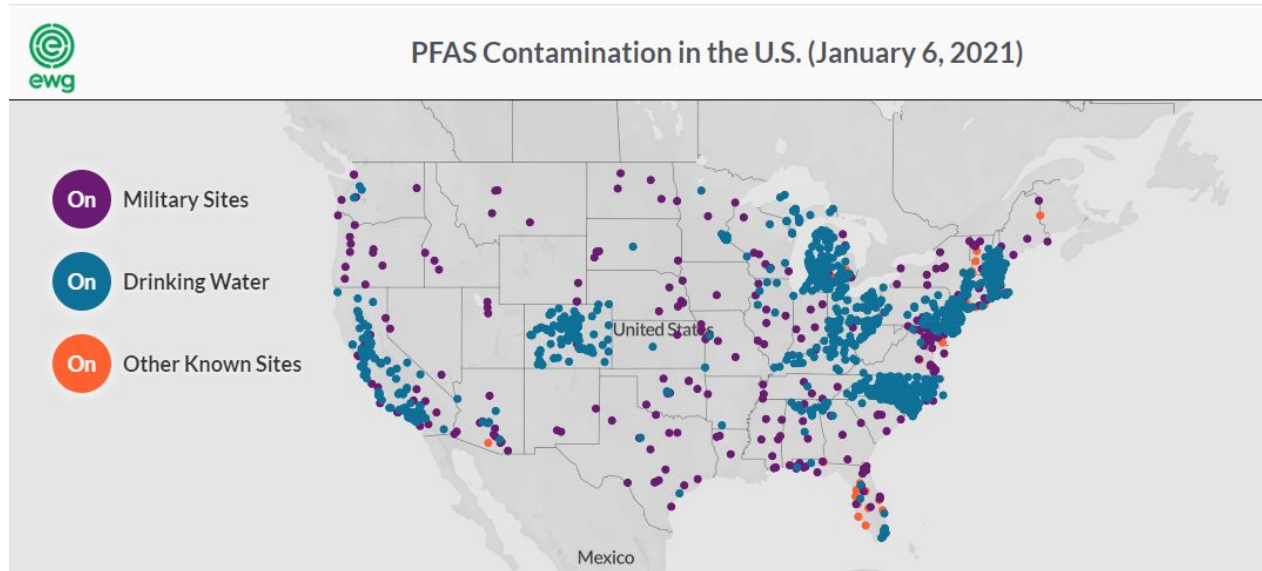 ewg
PFAS Contamination in the U.S. (January 6, 2021)
On Military Sites
On Drinking Water
On Other Known Sites
United States
Mexico